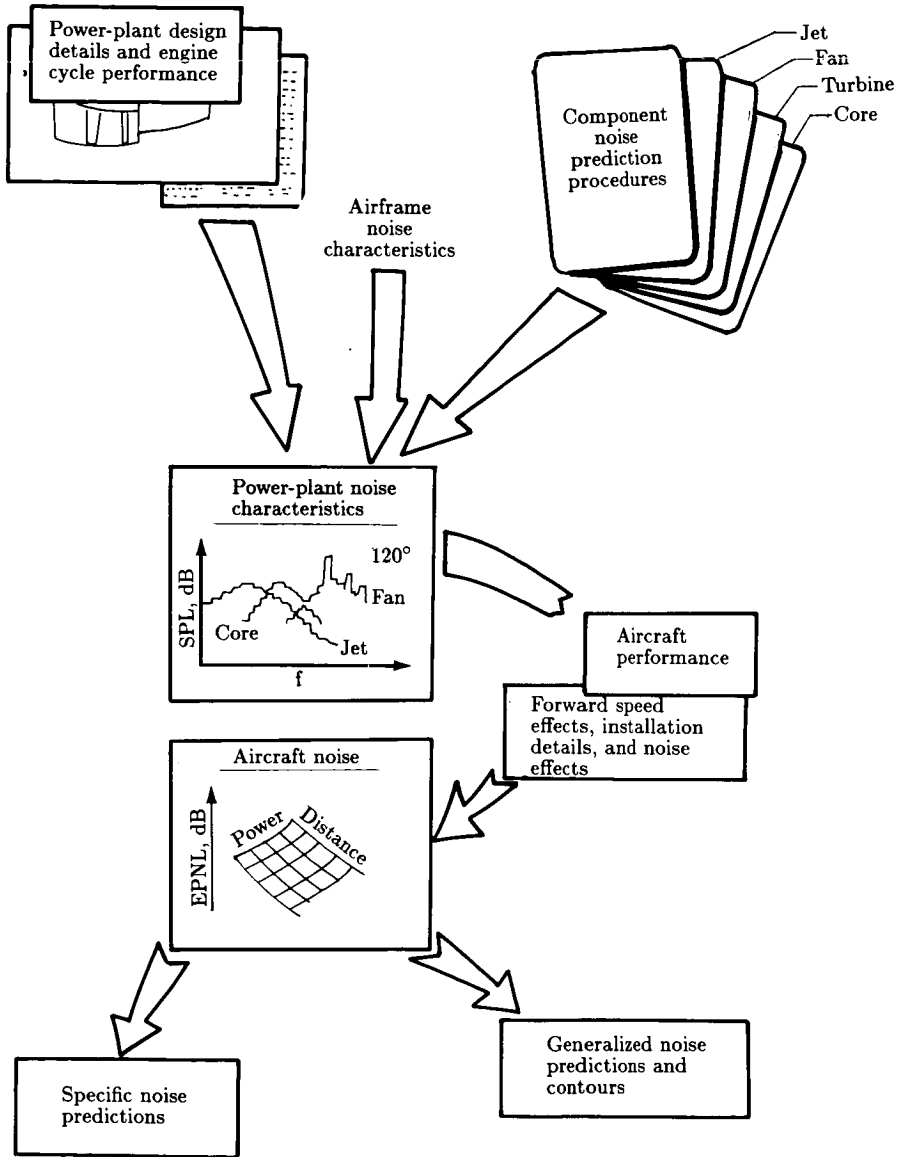 Power-plant design
details and engine
cycle performance
Jet
Fan
Turbine
Core
Component
noise
prediction
procedures
Airframe
noise
characteristics
Power-plant noise
characteristics
SPL, dB
120°
Fan
Core
Jet
f
Aircraft
performance
Forward speed
effects, installation
details, and noise
effects
Aircraft noise
EPNL, dB
Power
Distance
Specific noise
predictions
Generalized noise
predictions and
contours